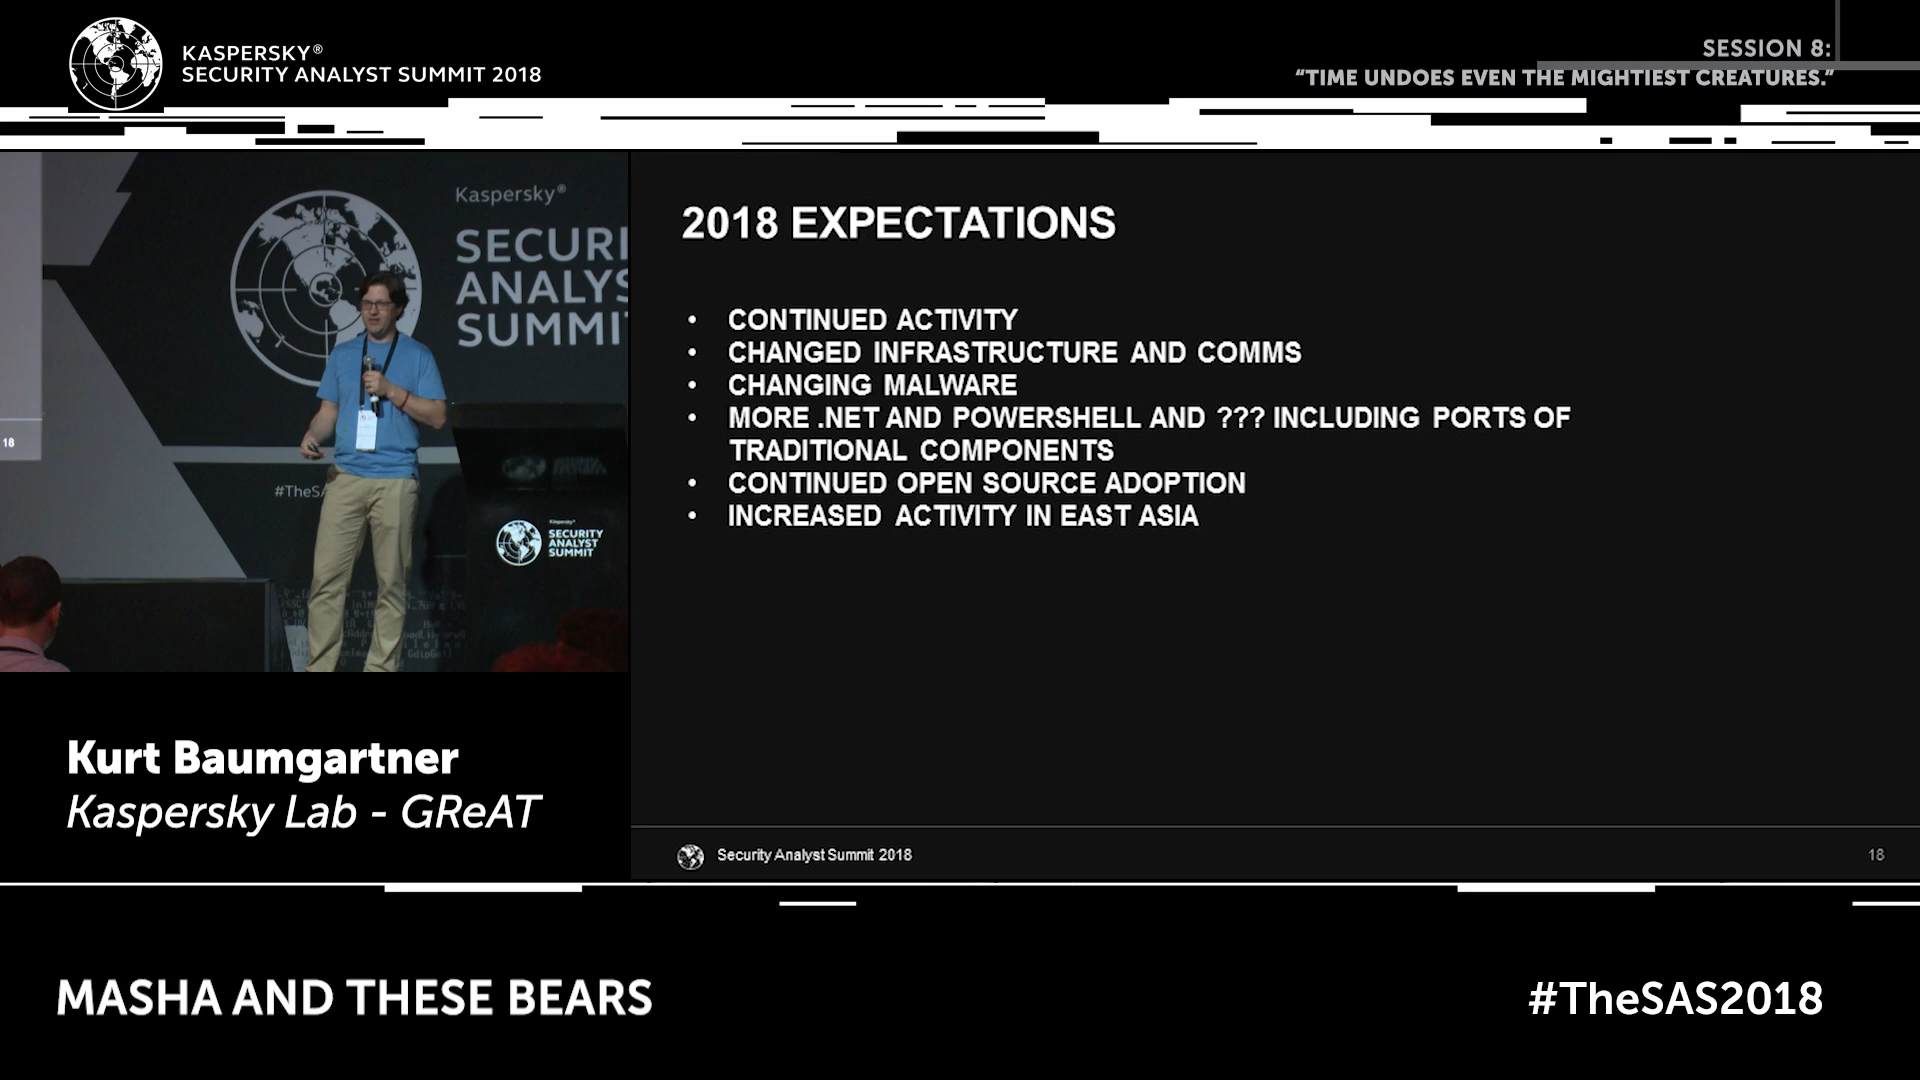 KASPERSKY®
SECURITY ANALYST SUMMIT 2018
SESSION 8:
“TIME UNDOES EVEN THE MIGHTIEST CREATURES.”
Kaspersky®
SECURI
ANALYS
SUMMI
18
#TheSA
Kaspersky®
SECURITY
ANALYST
SUMMIT
2018 EXPECTATIONS
• CONTINUED ACTIVITY
• CHANGED INFRASTRUCTURE AND COMMS
• CHANGING MALWARE
• MORE .NET AND POWERSHELL AND ??? INCLUDING PORTS OF
TRADITIONAL COMPONENTS
• CONTINUED OPEN SOURCE ADOPTION
• INCREASED ACTIVITY IN EAST ASIA
Security Analyst Summit 2018
18
Kurt Baumgartner
Kaspersky Lab - GReAT
MASHA AND THESE BEARS
#TheSAS2018